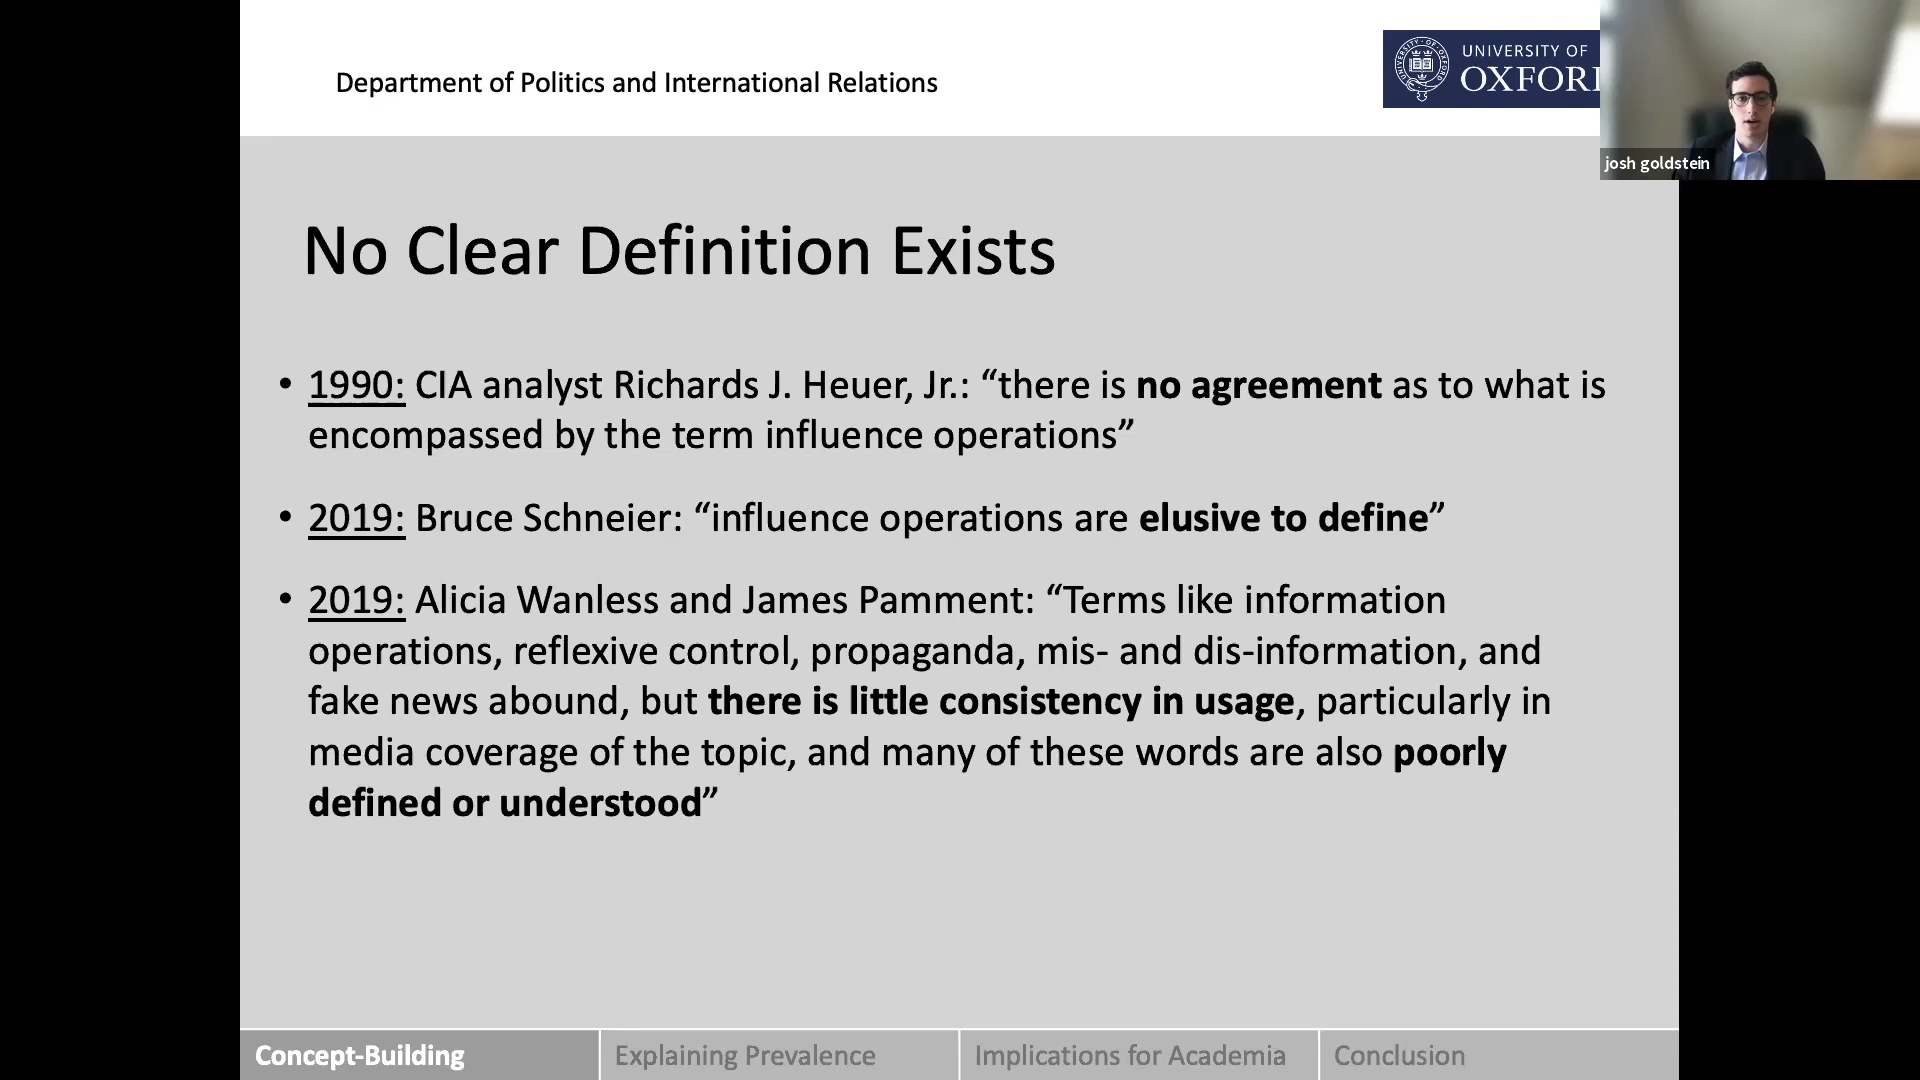 Department of Politics and International Relations
UNIVERSITY OF
OXFOR
josh goldstein
No Clear Definition Exists
• 1990: CIA analyst Richards J. Heuer, Jr.: “there is no agreement as to what is
encompassed by the term influence operations”
• 2019: Bruce Schneier: “influence operations are elusive to define”
• 2019: Alicia Wanless and James Pamment: “Terms like information
operations, reflexive control, propaganda, mis- and dis-information, and
fake news abound, but there is little consistency in usage, particularly in
media coverage of the topic, and many of these words are also poorly
defined or understood”
Concept-Building
Explaining Prevalence
Implications for Academia
Conclusion